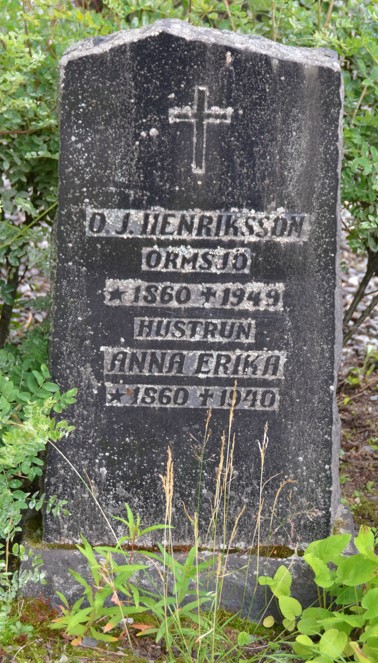 O. J. HENRIKSSON
ORMSJÖ
* 1860 ✝ 1949
HUSTRUN
ANNA ERIKA
* 1860 ✝ 1940